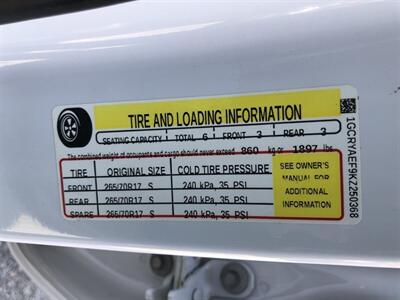 TIRE AND LOADING INFORMATION
SEATING CAPACITY TOTAL 6 FRONT 3 REAR 3
The combined weight of occupants and cargo should never exceed 860 kg or 1897 lbs
TIRE ORIGINAL SIZE COLD TIRE PRESSURE
FRONT 265/70R17 S 240 kPa, 35 PSI
REAR 265/70R17 S 240 kPa, 35 PSI
SPARE 265/70R17 S 240 kPa, 35 PSI
SEE OWNER'S
MANUAL FOR
ADDITIONAL
INFORMATION
1GCRYAEF9KZ250368